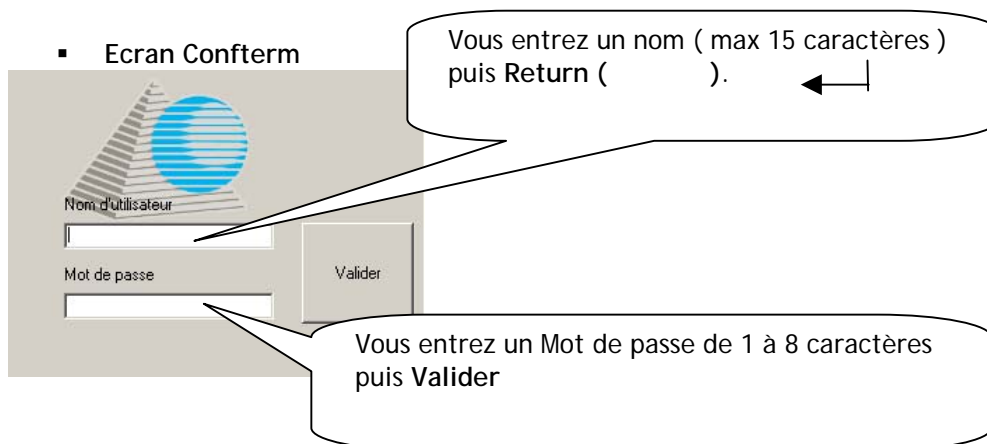 ▪ Ecran Confterm
Vous entrez un nom ( max 15 caractères )
puis Return ( ).
Nom d'utilisateur
Mot de passe
Valider
Vous entrez un Mot de passe de 1 à 8 caractères
puis Valider